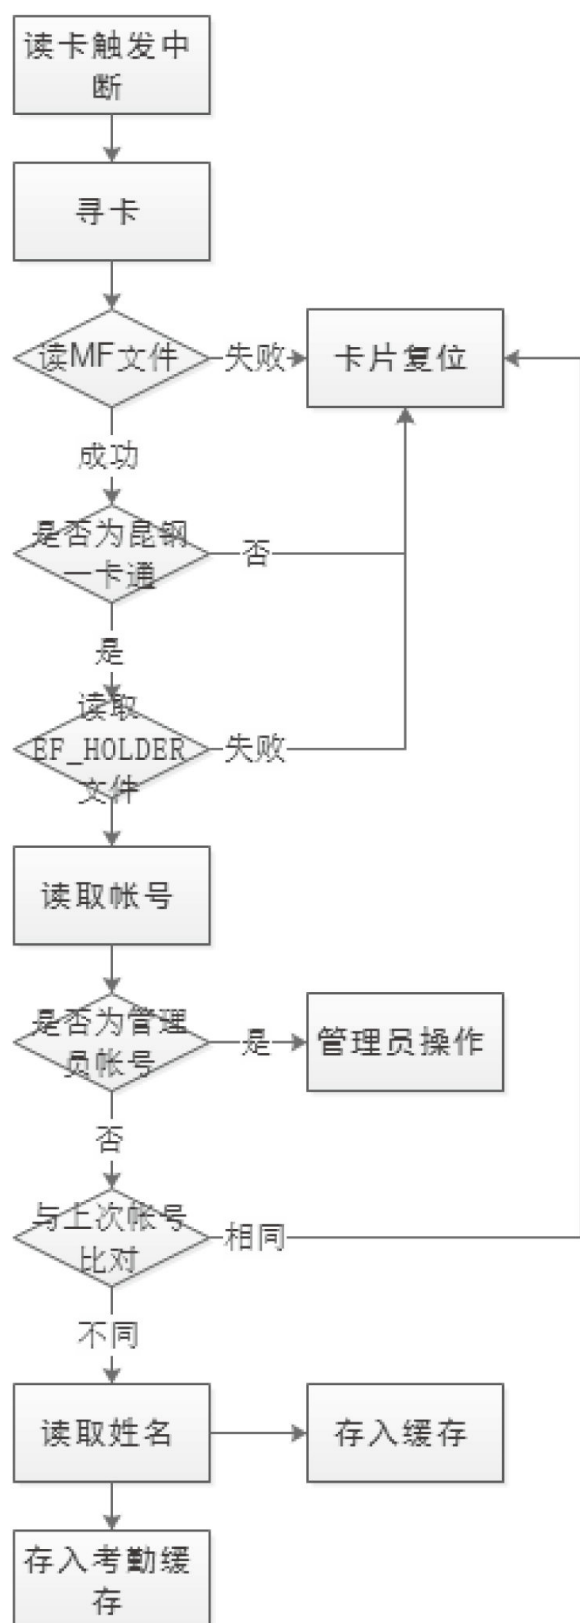 读卡触发中
断
寻卡
读MF文件
失败
卡片复位
成功
是否为昆钢
一卡通
否
是
读取
EF_HOLDER
文件
失败
读取帐号
是否为管理
员帐号
是
管理员操作
否
与上次帐号
比对
相同
不同
读取姓名
存入缓存
存入考勤缓
存